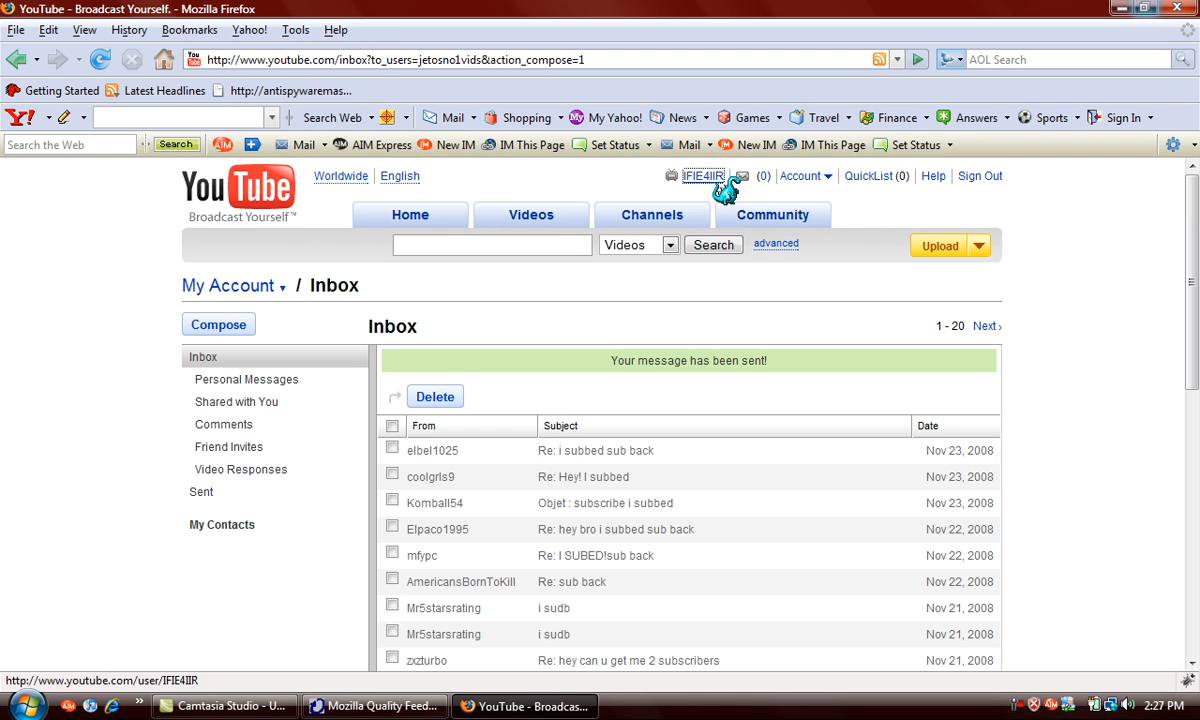 YouTube - Broadcast Yourself. - Mozilla Firefox
File Edit View History Bookmarks Yahoo! Tools Help
You Tube http://www.youtube.com/inbox?to_users=jetosno1vids&action_compose=1 AOL Search
Getting Started Latest Headlines http://antispywaremas...
Y! Search Web Mail Shopping My Yahoo! News Games Travel Finance Answers Sports Sign In
Search the Web Search AIM Mail AIM Express New IM IM This Page Set Status Mail New IM IM This Page Set Status
YouTube Worldwide English IFIE4IIR (0) Account QuickList (0) Help Sign Out
Broadcast Yourself™
Home Videos Channels Community
Videos Search advanced Upload
My Account / Inbox
Compose Inbox 1 - 20 Next ›
Inbox Your message has been sent!
Personal Messages
Shared with You Delete
Comments From Subject Date
Friend Invites elbel1025 Re: i subbed sub back Nov 23, 2008
Video Responses coolgrls9 Re: Hey! I subbed Nov 23, 2008
Sent Komball54 Objet : subscribe i subbed Nov 23, 2008
My Contacts Elpaco1995 Re: hey bro i subbed sub back Nov 22, 2008
mfypc Re: I SUBED!sub back Nov 22, 2008
AmericansBornToKill Re: sub back Nov 22, 2008
Mr5starsrating i sudb Nov 21, 2008
Mr5starsrating i sudb Nov 21, 2008
zxzturbo Re: hey can u get me 2 subscribers Nov 21, 2008
http://www.youtube.com/user/IFIE4IIR
Camtasia Studio - U... Mozilla Quality Feed... YouTube - Broadcas... 2:27 PM